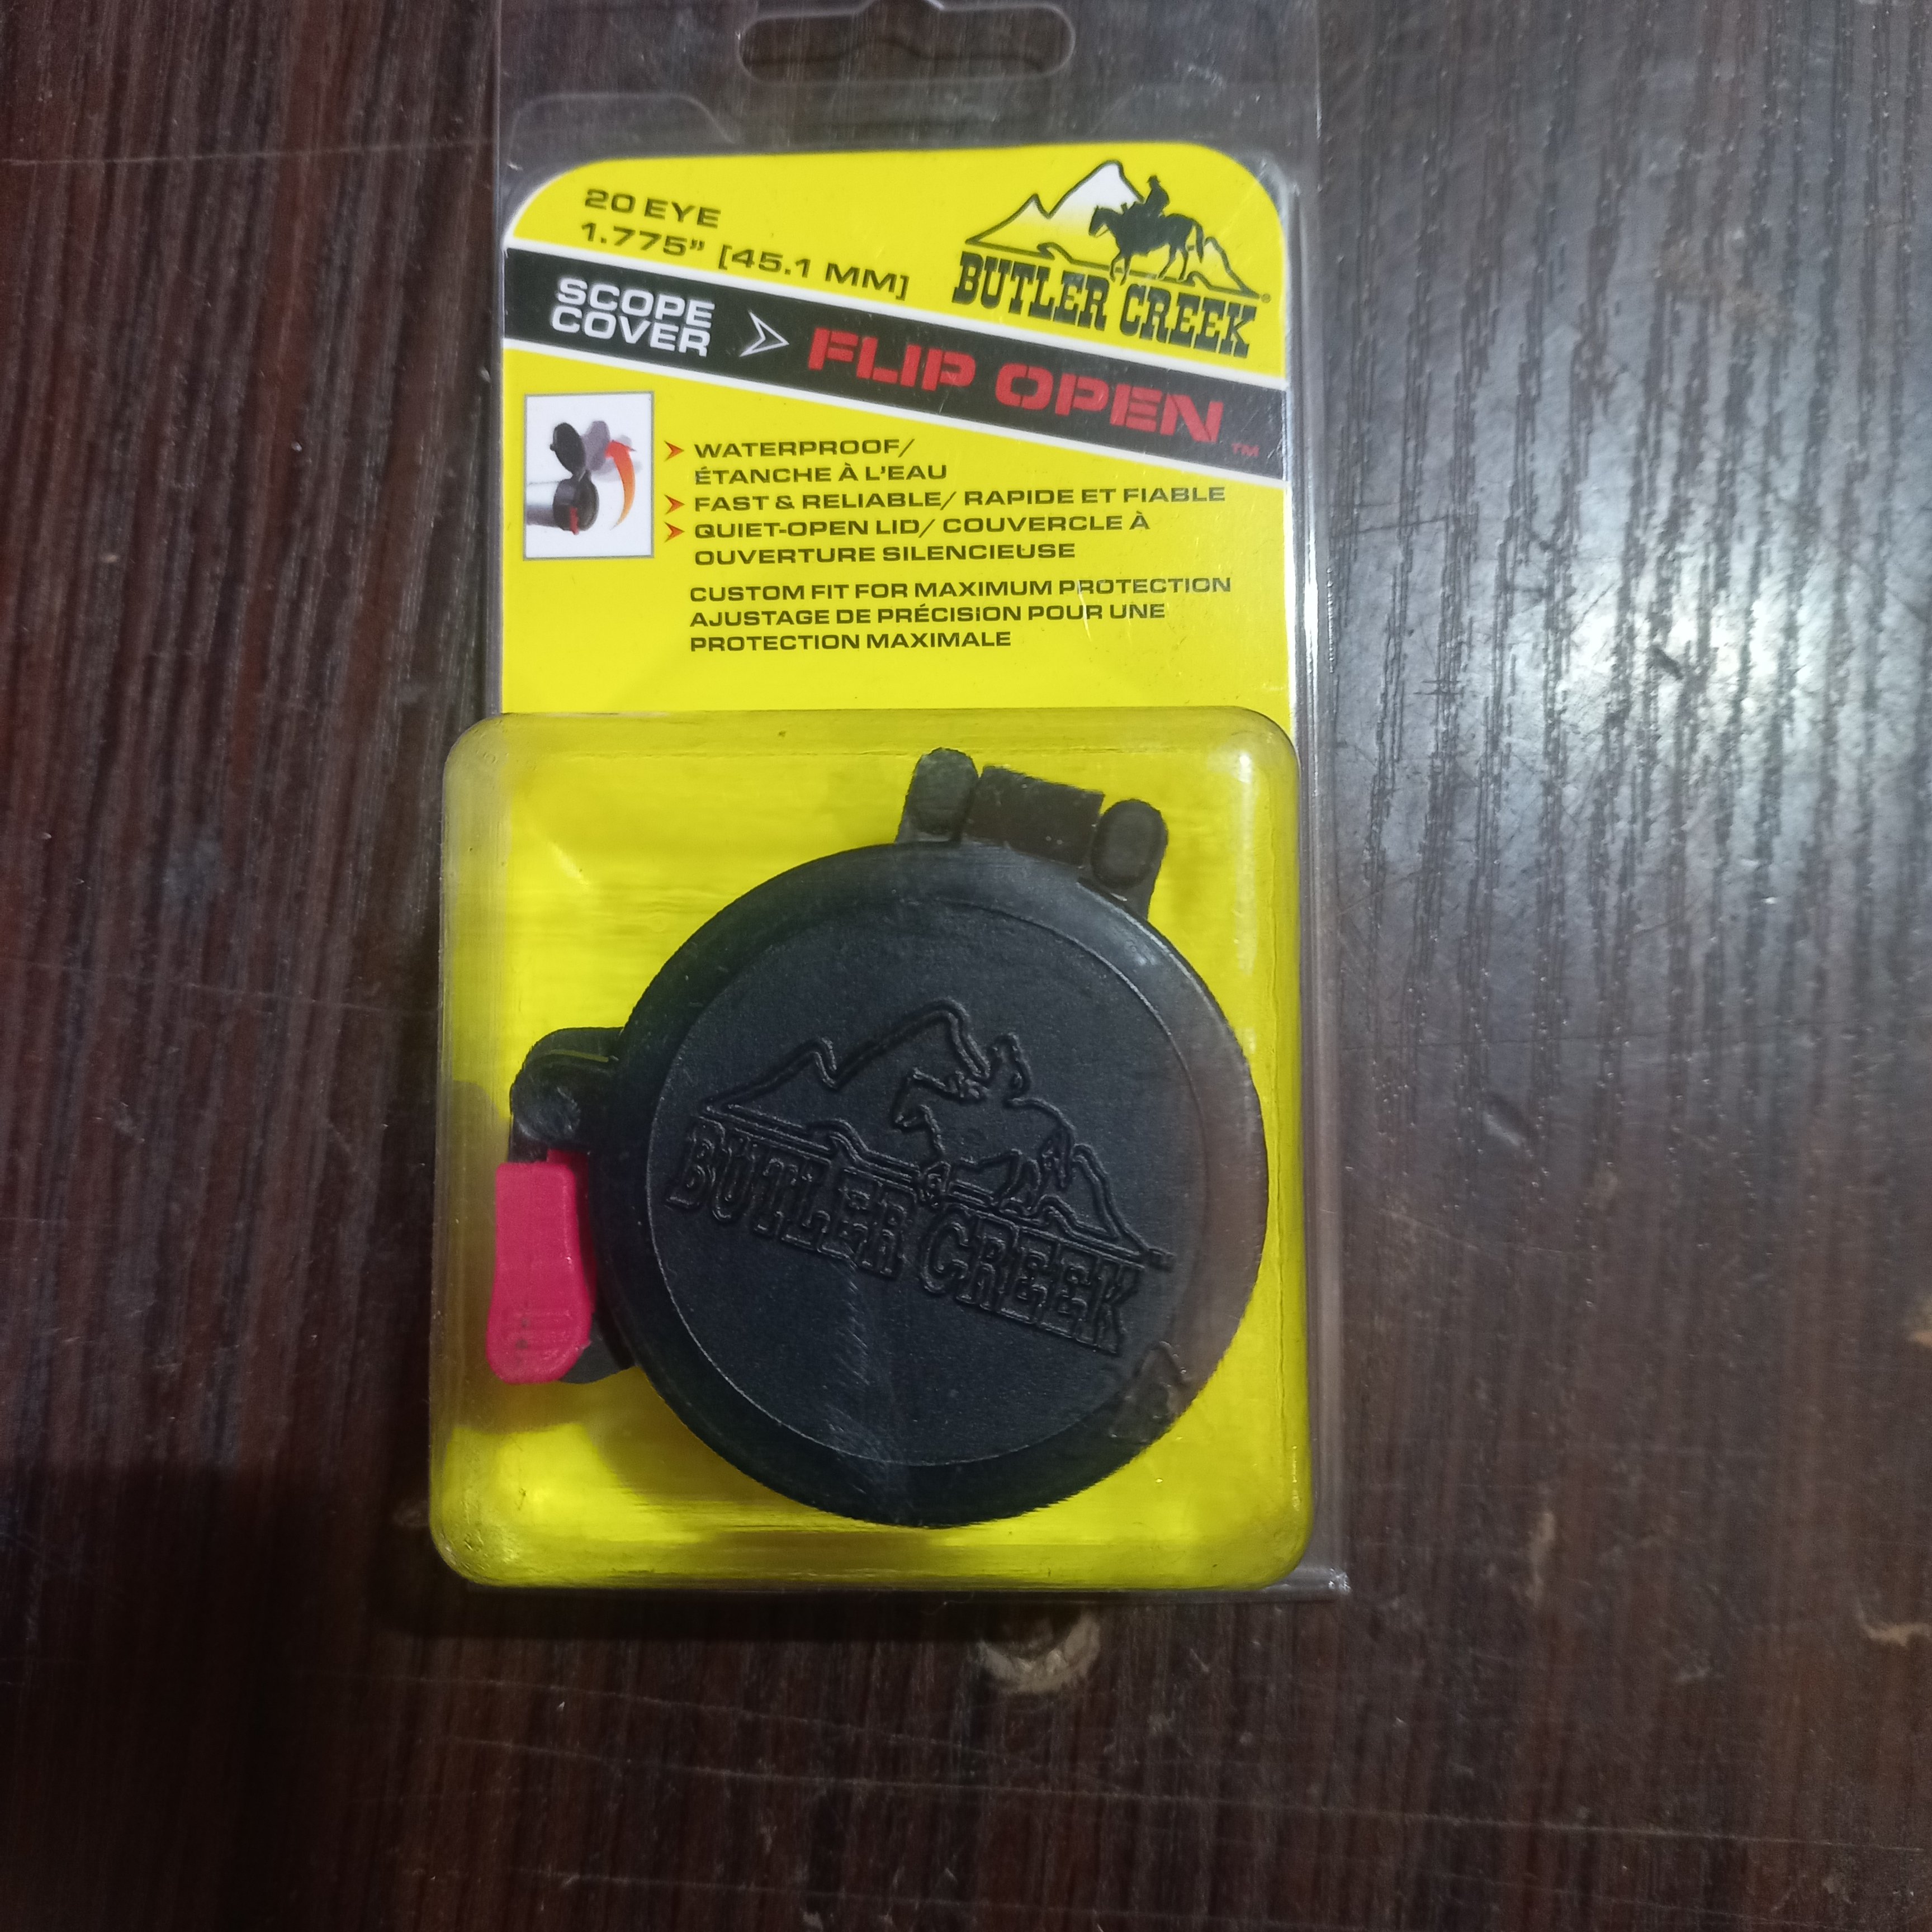 20 EYE
1.775" [45.1 MM]
BUTLER CREEK®
SCOPE
COVER
FLIP OPEN™
WATERPROOF/
ÉTANCHE À L'EAU
FAST & RELIABLE/ RAPIDE ET FIABLE
QUIET-OPEN LID/ COUVERCLE À
OUVERTURE SILENCIEUSE
CUSTOM FIT FOR MAXIMUM PROTECTION
AJUSTAGE DE PRÉCISION POUR UNE
PROTECTION MAXIMALE
BUTLER CREEK